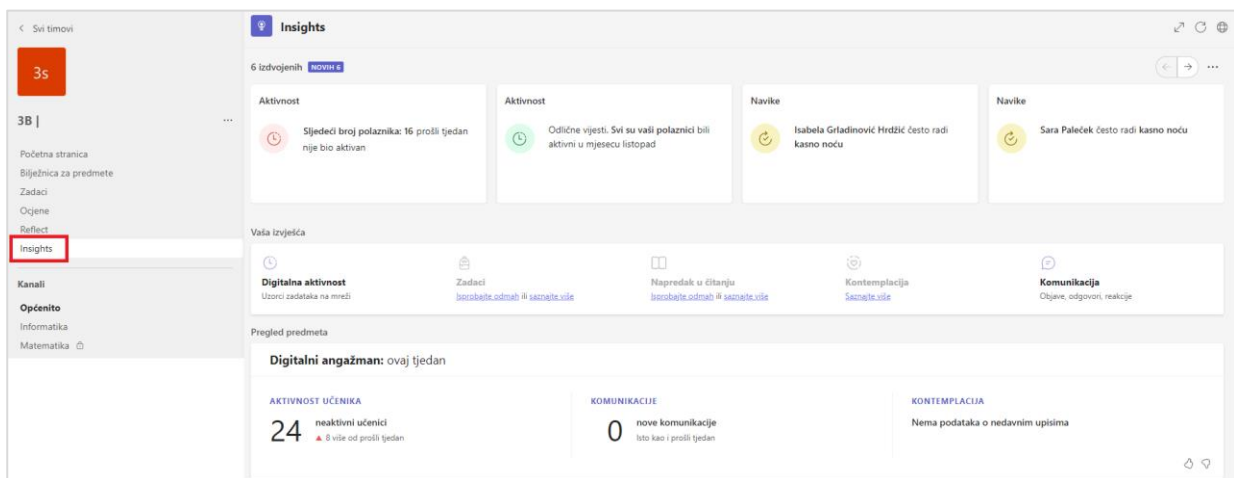 Svi timovi
3s
3B |
Početna stranica
Bilježnica za predmete
Zadaci
Ocjene
Reflect
Insights
Kanali
Općenito
Informatika
Matematika
Insights
6 izdvojenih NOVIH 6
Aktivnost
Sljedeći broj polaznika: 16 prošli tjedan
nije bio aktivan
Aktivnost
Odlične vijesti. Svi su vaši polaznici bili
aktivni u mjesecu listopad
Navike
Isabela Grladinović Hrdžić često radi
kasno noću
Navike
Sara Paleček često radi kasno noću
Vaša izvješća
Digitalna aktivnost
Uzorci zadataka na mreži
Zadaci
Isprobajte odmah ili saznajte više
Napredak u čitanju
Isprobajte odmah ili saznajte više
Kontemplacija
Saznajte više
Komunikacija
Objave, odgovori, reakcije
Pregled predmeta
Digitalni angažman: ovaj tjedan
AKTIVNOST UČENIKA
24 neaktivni učenici
8 više od prošli tjedan
KOMUNIKACIJE
0 nove komunikacije
Isto kao i prošli tjedan
KONTEMPLACIJA
Nema podataka o nedavnim upisima